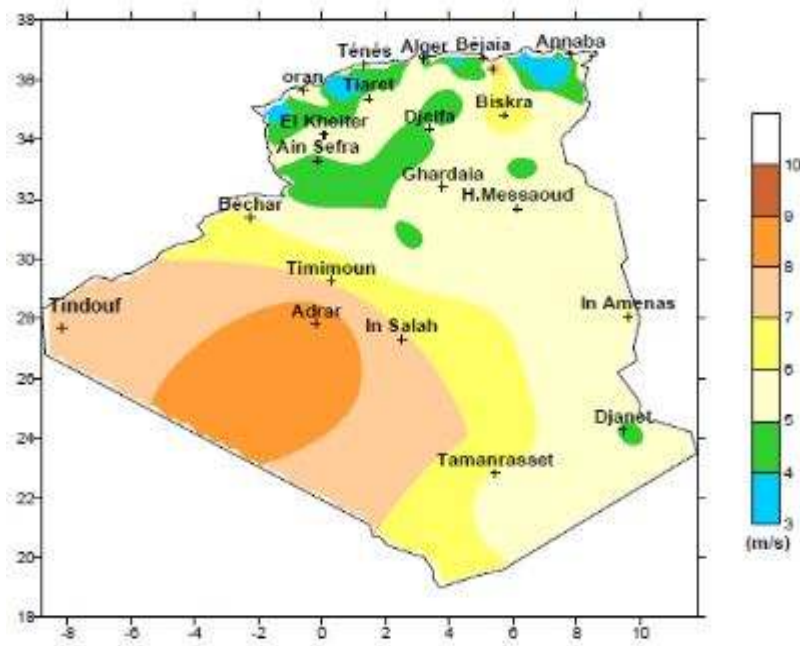 38
36
34
32
30
28
26
24
22
20
18
-8 -6 -4 -2 0 2 4 6 8 10
Ténés Alger Béjaia Annaba
oran Tiaret
El Kheiter Djelfa Biskra
Ain Sefra
Ghardaia
H.Messaoud
Béchar
Timimoun
Tindouf Adrar In Salah In Amenas
Djanet
Tamanrasset
10
9
8
7
6
5
4
3
(m/s)